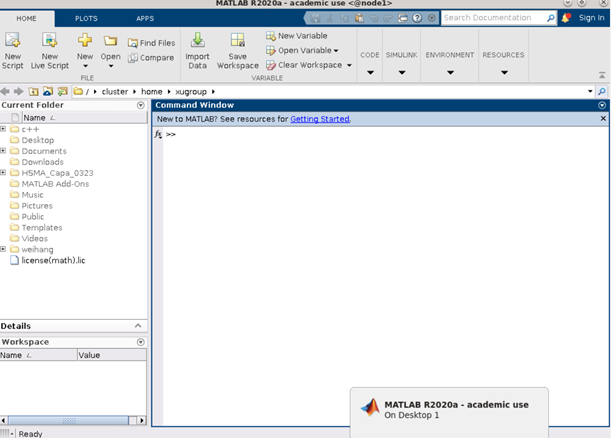 MATLAB R2020a - academic use <@node1>
HOME PLOTS APPS Search Documentation Sign In
New Script
New Live Script
New
Open
Find Files
Compare
Import Data
Save Workspace
New Variable
Open Variable
Clear Workspace
CODE SIMULINK ENVIRONMENT RESOURCES
FILE VARIABLE
/ cluster home xugroup
Current Folder
Name
c++
Desktop
Documents
Downloads
HSMA_Capa_0323
MATLAB Add-Ons
Music
Pictures
Public
Templates
Videos
weihang
license(math).lic
Details
Workspace
Name Value
Command Window
New to MATLAB? See resources for Getting Started.
fx >>
MATLAB R2020a - academic use
On Desktop 1
Ready